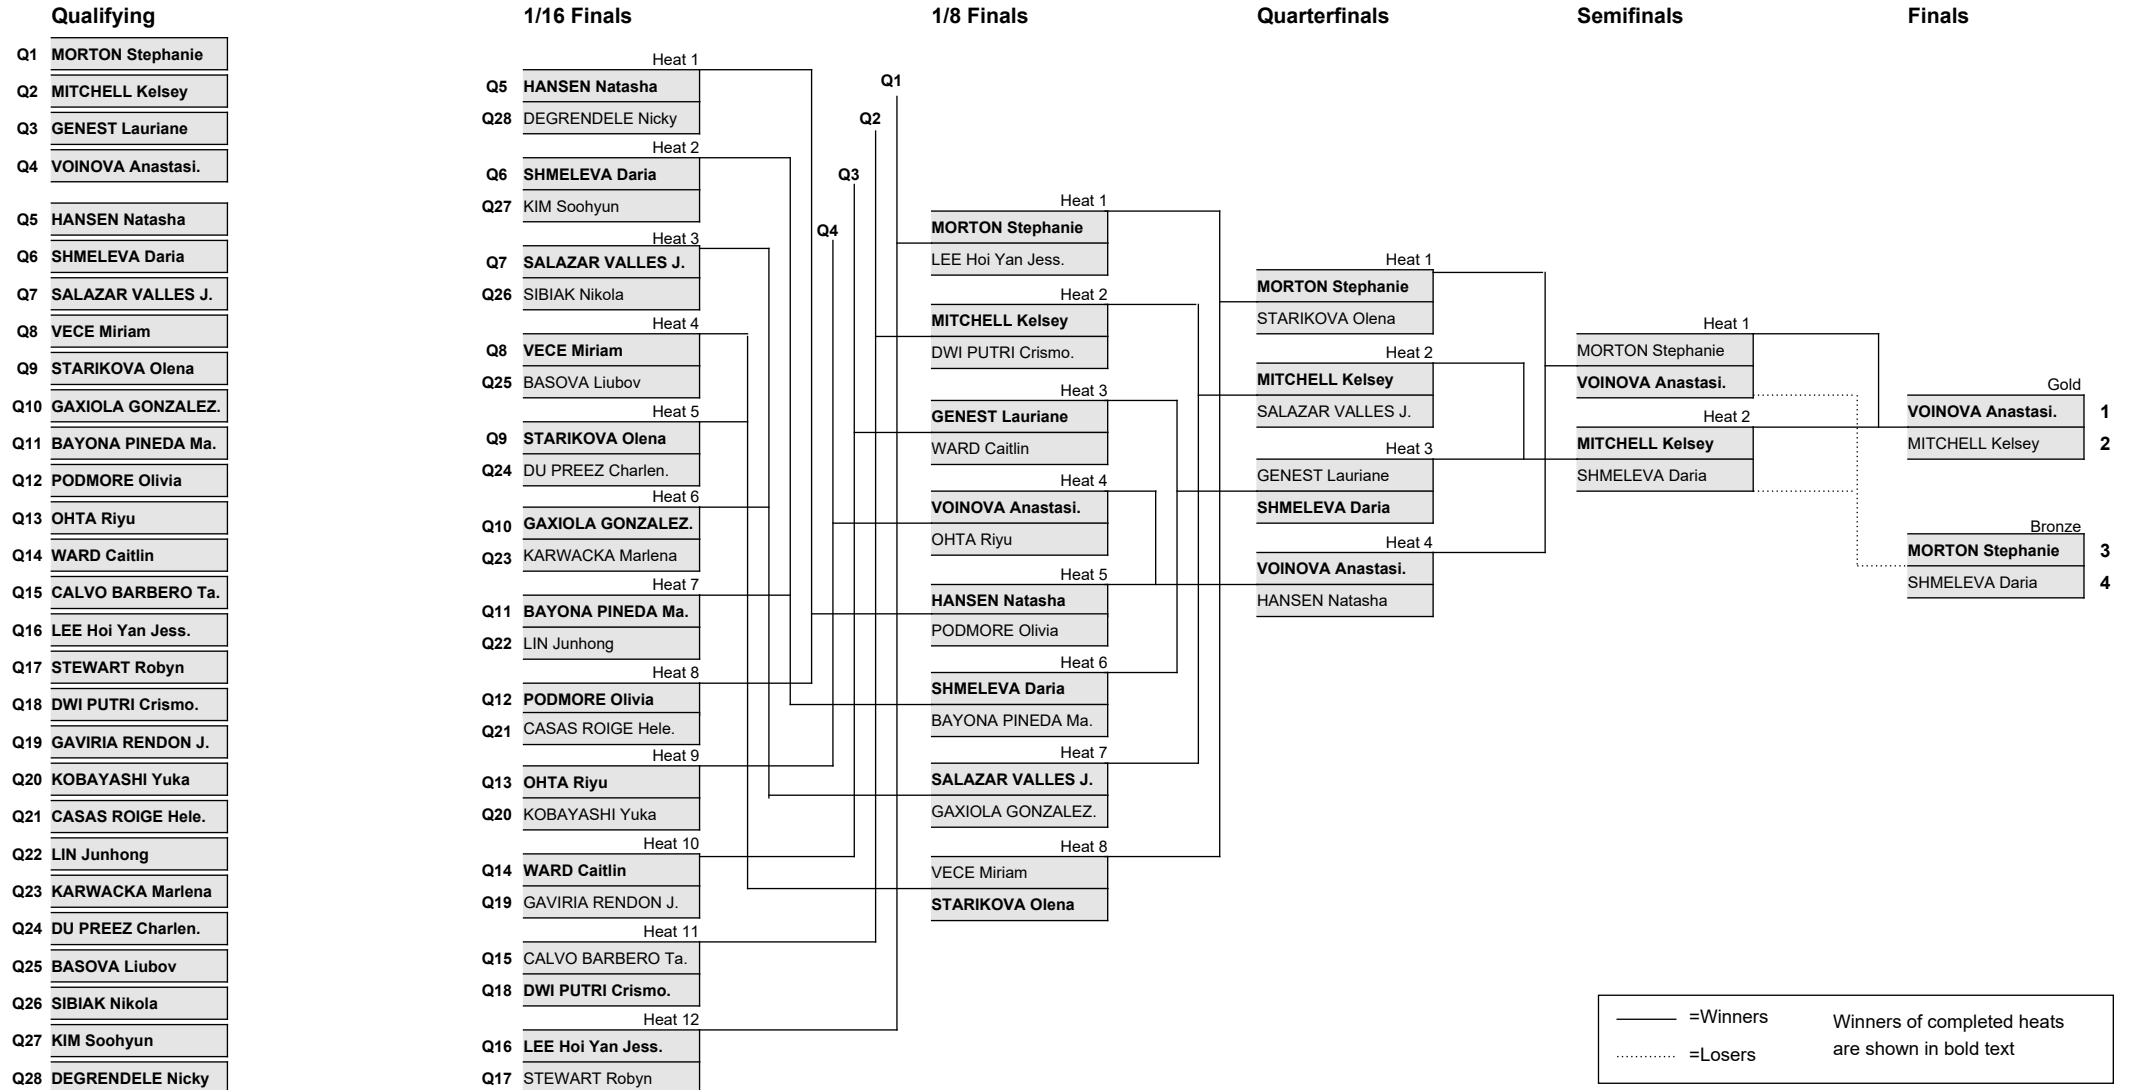 Qualifying
Q1 MORTON Stephanie
Q2 MITCHELL Kelsey
Q3 GENEST Lauriane
Q4 VOINOVA Anastasi.
Q5 HANSEN Natasha
Q6 SHMELEVA Daria
Q7 SALAZAR VALLES J.
Q8 VECE Miriam
Q9 STARIKOVA Olena
Q10 GAXIOLA GONZALEZ.
Q11 BAYONA PINEDA Ma.
Q12 PODMORE Olivia
Q13 OHTA Riyu
Q14 WARD Caitlin
Q15 CALVO BARBERO Ta.
Q16 LEE Hoi Yan Jess.
Q17 STEWART Robyn
Q18 DWI PUTRI Crismo.
Q19 GAVIRIA RENDON J.
Q20 KOBAYASHI Yuka
Q21 CASAS ROIGE Hele.
Q22 LIN Junhong
Q23 KARWACKA Marlena
Q24 DU PREEZ Charlen.
Q25 BASOVA Liubov
Q26 SIBIAK Nikola
Q27 KIM Soohyun
Q28 DEGRENDELE Nicky
1/16 Finals
Heat 1
Q5 HANSEN Natasha
Q28 DEGRENDELE Nicky
Heat 2
Q6 SHMELEVA Daria
Q27 KIM Soohyun
Heat 3
Q7 SALAZAR VALLES J.
Q26 SIBIAK Nikola
Heat 4
Q8 VECE Miriam
Q25 BASOVA Liubov
Heat 5
Q9 STARIKOVA Olena
Q24 DU PREEZ Charlen.
Heat 6
Q10 GAXIOLA GONZALEZ.
Q23 KARWACKA Marlena
Heat 7
Q11 BAYONA PINEDA Ma.
Q22 LIN Junhong
Heat 8
Q12 PODMORE Olivia
Q21 CASAS ROIGE Hele.
Heat 9
Q13 OHTA Riyu
Q20 KOBAYASHI Yuka
Heat 10
Q14 WARD Caitlin
Q19 GAVIRIA RENDON J.
Heat 11
Q15 CALVO BARBERO Ta.
Q18 DWI PUTRI Crismo.
Heat 12
Q16 LEE Hoi Yan Jess.
Q17 STEWART Robyn
1/8 Finals
Q1
Q2
Q3
Q4
Heat 1
MORTON Stephanie
LEE Hoi Yan Jess.
Heat 2
MITCHELL Kelsey
DWI PUTRI Crismo.
Heat 3
GENEST Lauriane
WARD Caitlin
Heat 4
VOINOVA Anastasi.
OHTA Riyu
Heat 5
HANSEN Natasha
PODMORE Olivia
Heat 6
SHMELEVA Daria
BAYONA PINEDA Ma.
Heat 7
SALAZAR VALLES J.
GAXIOLA GONZALEZ.
Heat 8
VECE Miriam
STARIKOVA Olena
Quarterfinals
Heat 1
MORTON Stephanie
STARIKOVA Olena
Heat 2
MITCHELL Kelsey
SALAZAR VALLES J.
Heat 3
GENEST Lauriane
SHMELEVA Daria
Heat 4
VOINOVA Anastasi.
HANSEN Natasha
Semifinals
Heat 1
MORTON Stephanie
VOINOVA Anastasi.
Heat 2
MITCHELL Kelsey
SHMELEVA Daria
Finals
Gold
VOINOVA Anastasi. 1
MITCHELL Kelsey 2
Bronze
MORTON Stephanie 3
SHMELEVA Daria 4
=Winners
=Losers
Winners of completed heats
are shown in bold text